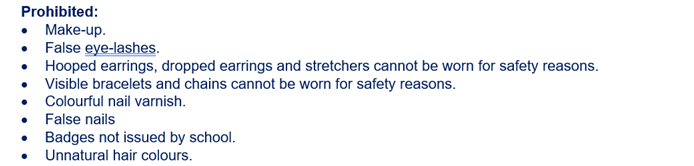 Prohibited:
• Make-up.
• False eye-lashes.
• Hooped earrings, dropped earrings and stretchers cannot be worn for safety reasons.
• Visible bracelets and chains cannot be worn for safety reasons.
• Colourful nail varnish.
• False nails
• Badges not issued by school.
• Unnatural hair colours.